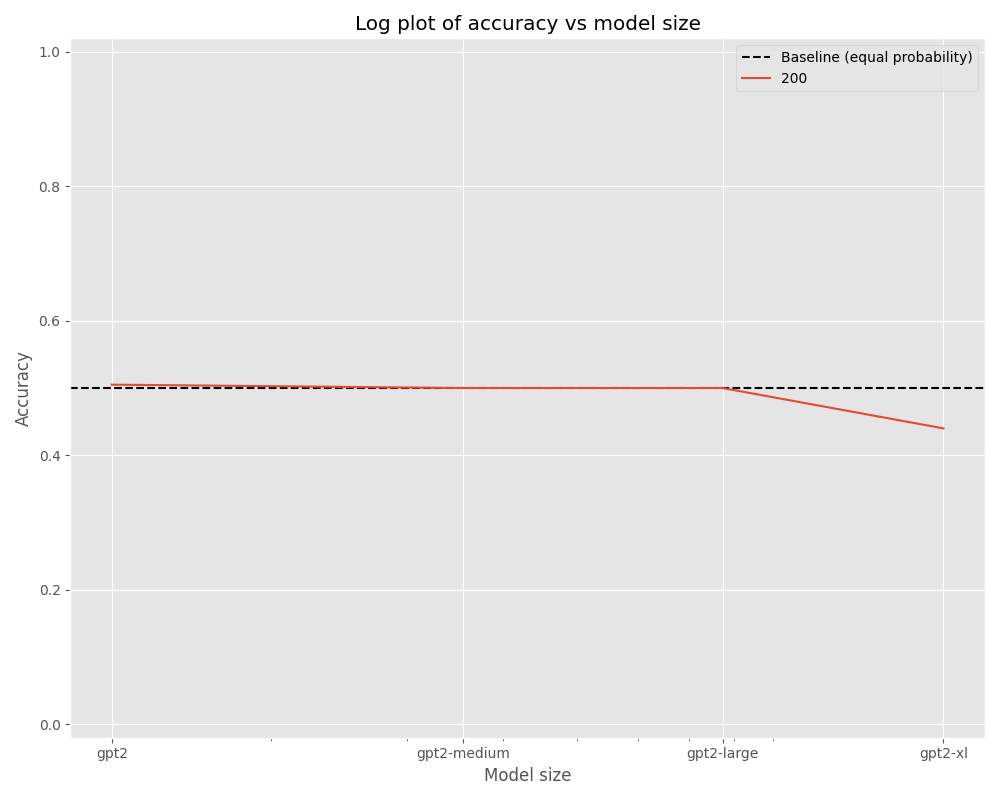 Log plot of accuracy vs model size
Baseline (equal probability)
200
1.0
0.8
0.6
0.4
0.2
0.0
Accuracy
gpt2
gpt2-medium
gpt2-large
gpt2-xl
Model size